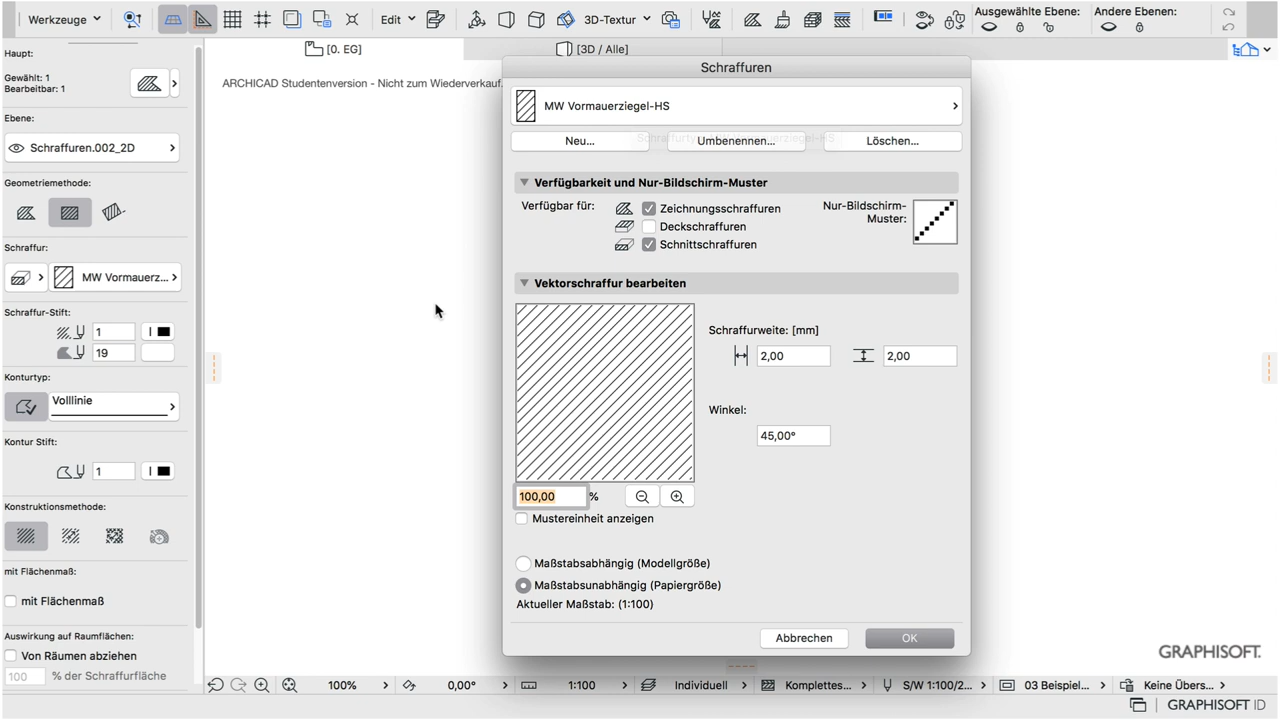 Werkzeuge
Edit
3D-Textur
Ausgewählte Ebene:
Andere Ebenen:
[0. EG]
[3D / Alle]
ARCHICAD Studentenversion - Nicht zum Wiederverkauf.
Haupt:
Gewählt: 1
Bearbeitbar: 1
Ebene:
Schraffuren.002_2D
Geometriemethode:
Schraffur:
MW Vormauerz...
Schraffur-Stift:
1
19
Konturtyp:
Volllinie
Kontur Stift:
1
Konstruktionsmethode:
mit Flächenmaß:
mit Flächenmaß
Auswirkung auf Raumflächen:
Von Räumen abziehen
100 % der Schraffurfläche
Schraffuren
MW Vormauerziegel-HS
Neu...
Umbenennen...
Löschen...
Verfügbarkeit und Nur-Bildschirm-Muster
Verfügbar für:
Zeichnungsschraffuren
Deckschraffuren
Schnittschraffuren
Nur-Bildschirm-
Muster:
Vektorschraffur bearbeiten
Schraffurweite: [mm]
2,00
2,00
Winkel:
45,00°
100,00 %
Mustereinheit anzeigen
Maßstabsabhängig (Modellgröße)
Maßstabsunabhängig (Papiergröße)
Aktueller Maßstab: (1:100)
Abbrechen
OK
GRAPHISOFT.
100%
0,00°
1:100
Individuell
Komplettes...
S/W 1:100/2...
03 Beispiel...
Keine Übers...
GRAPHISOFT ID